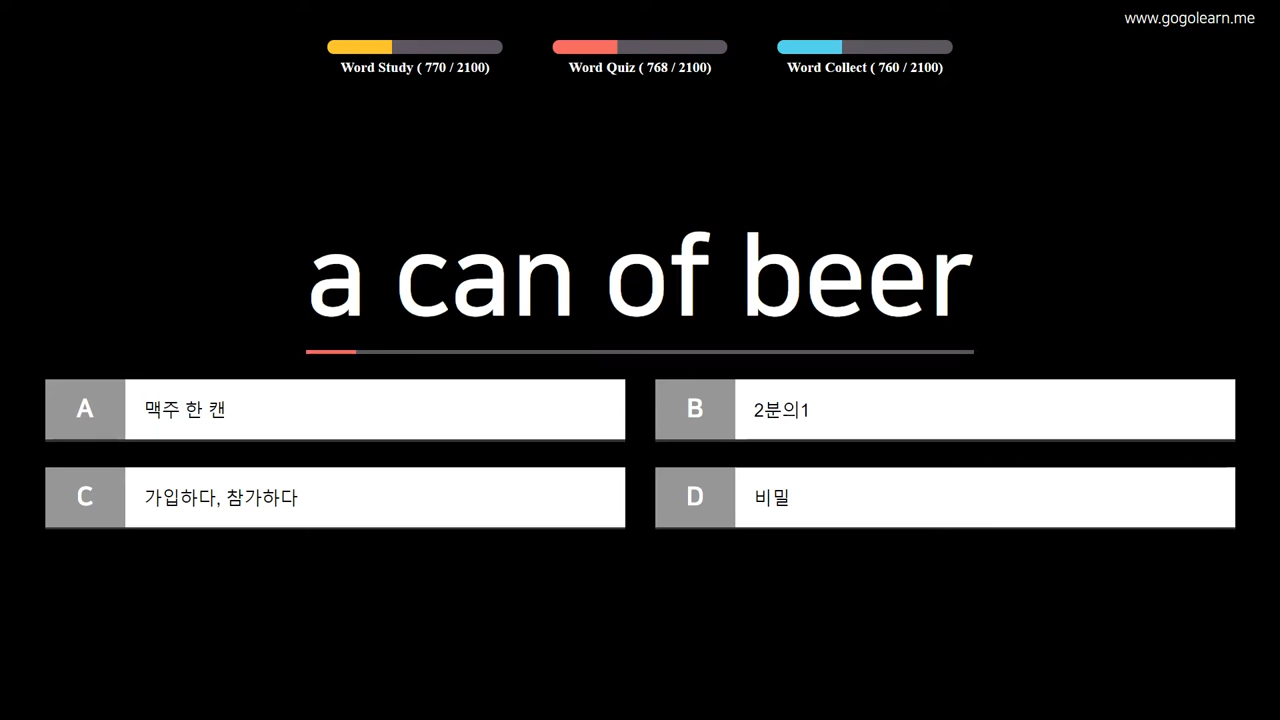 www.gogolearn.me
Word Study ( 770 / 2100)
Word Quiz ( 768 / 2100)
Word Collect ( 760 / 2100)
a can of beer
A 맥주 한 캔
B 2분의1
C 가입하다, 참가하다
D 비밀